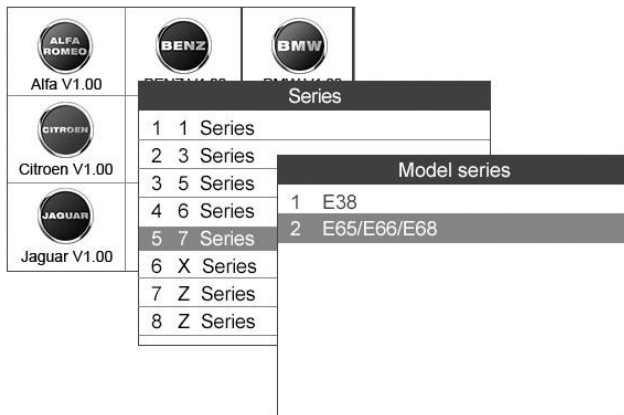 ALFA
ROMEO
BENZ
BMW
Alfa V1.00
CITROEN
Citroen V1.00
JAGUAR
Jaguar V1.00
Series
1 1 Series
2 3 Series
3 5 Series
4 6 Series
5 7 Series
6 X Series
7 Z Series
8 Z Series
Model series
1 E38
2 E65/E66/E68